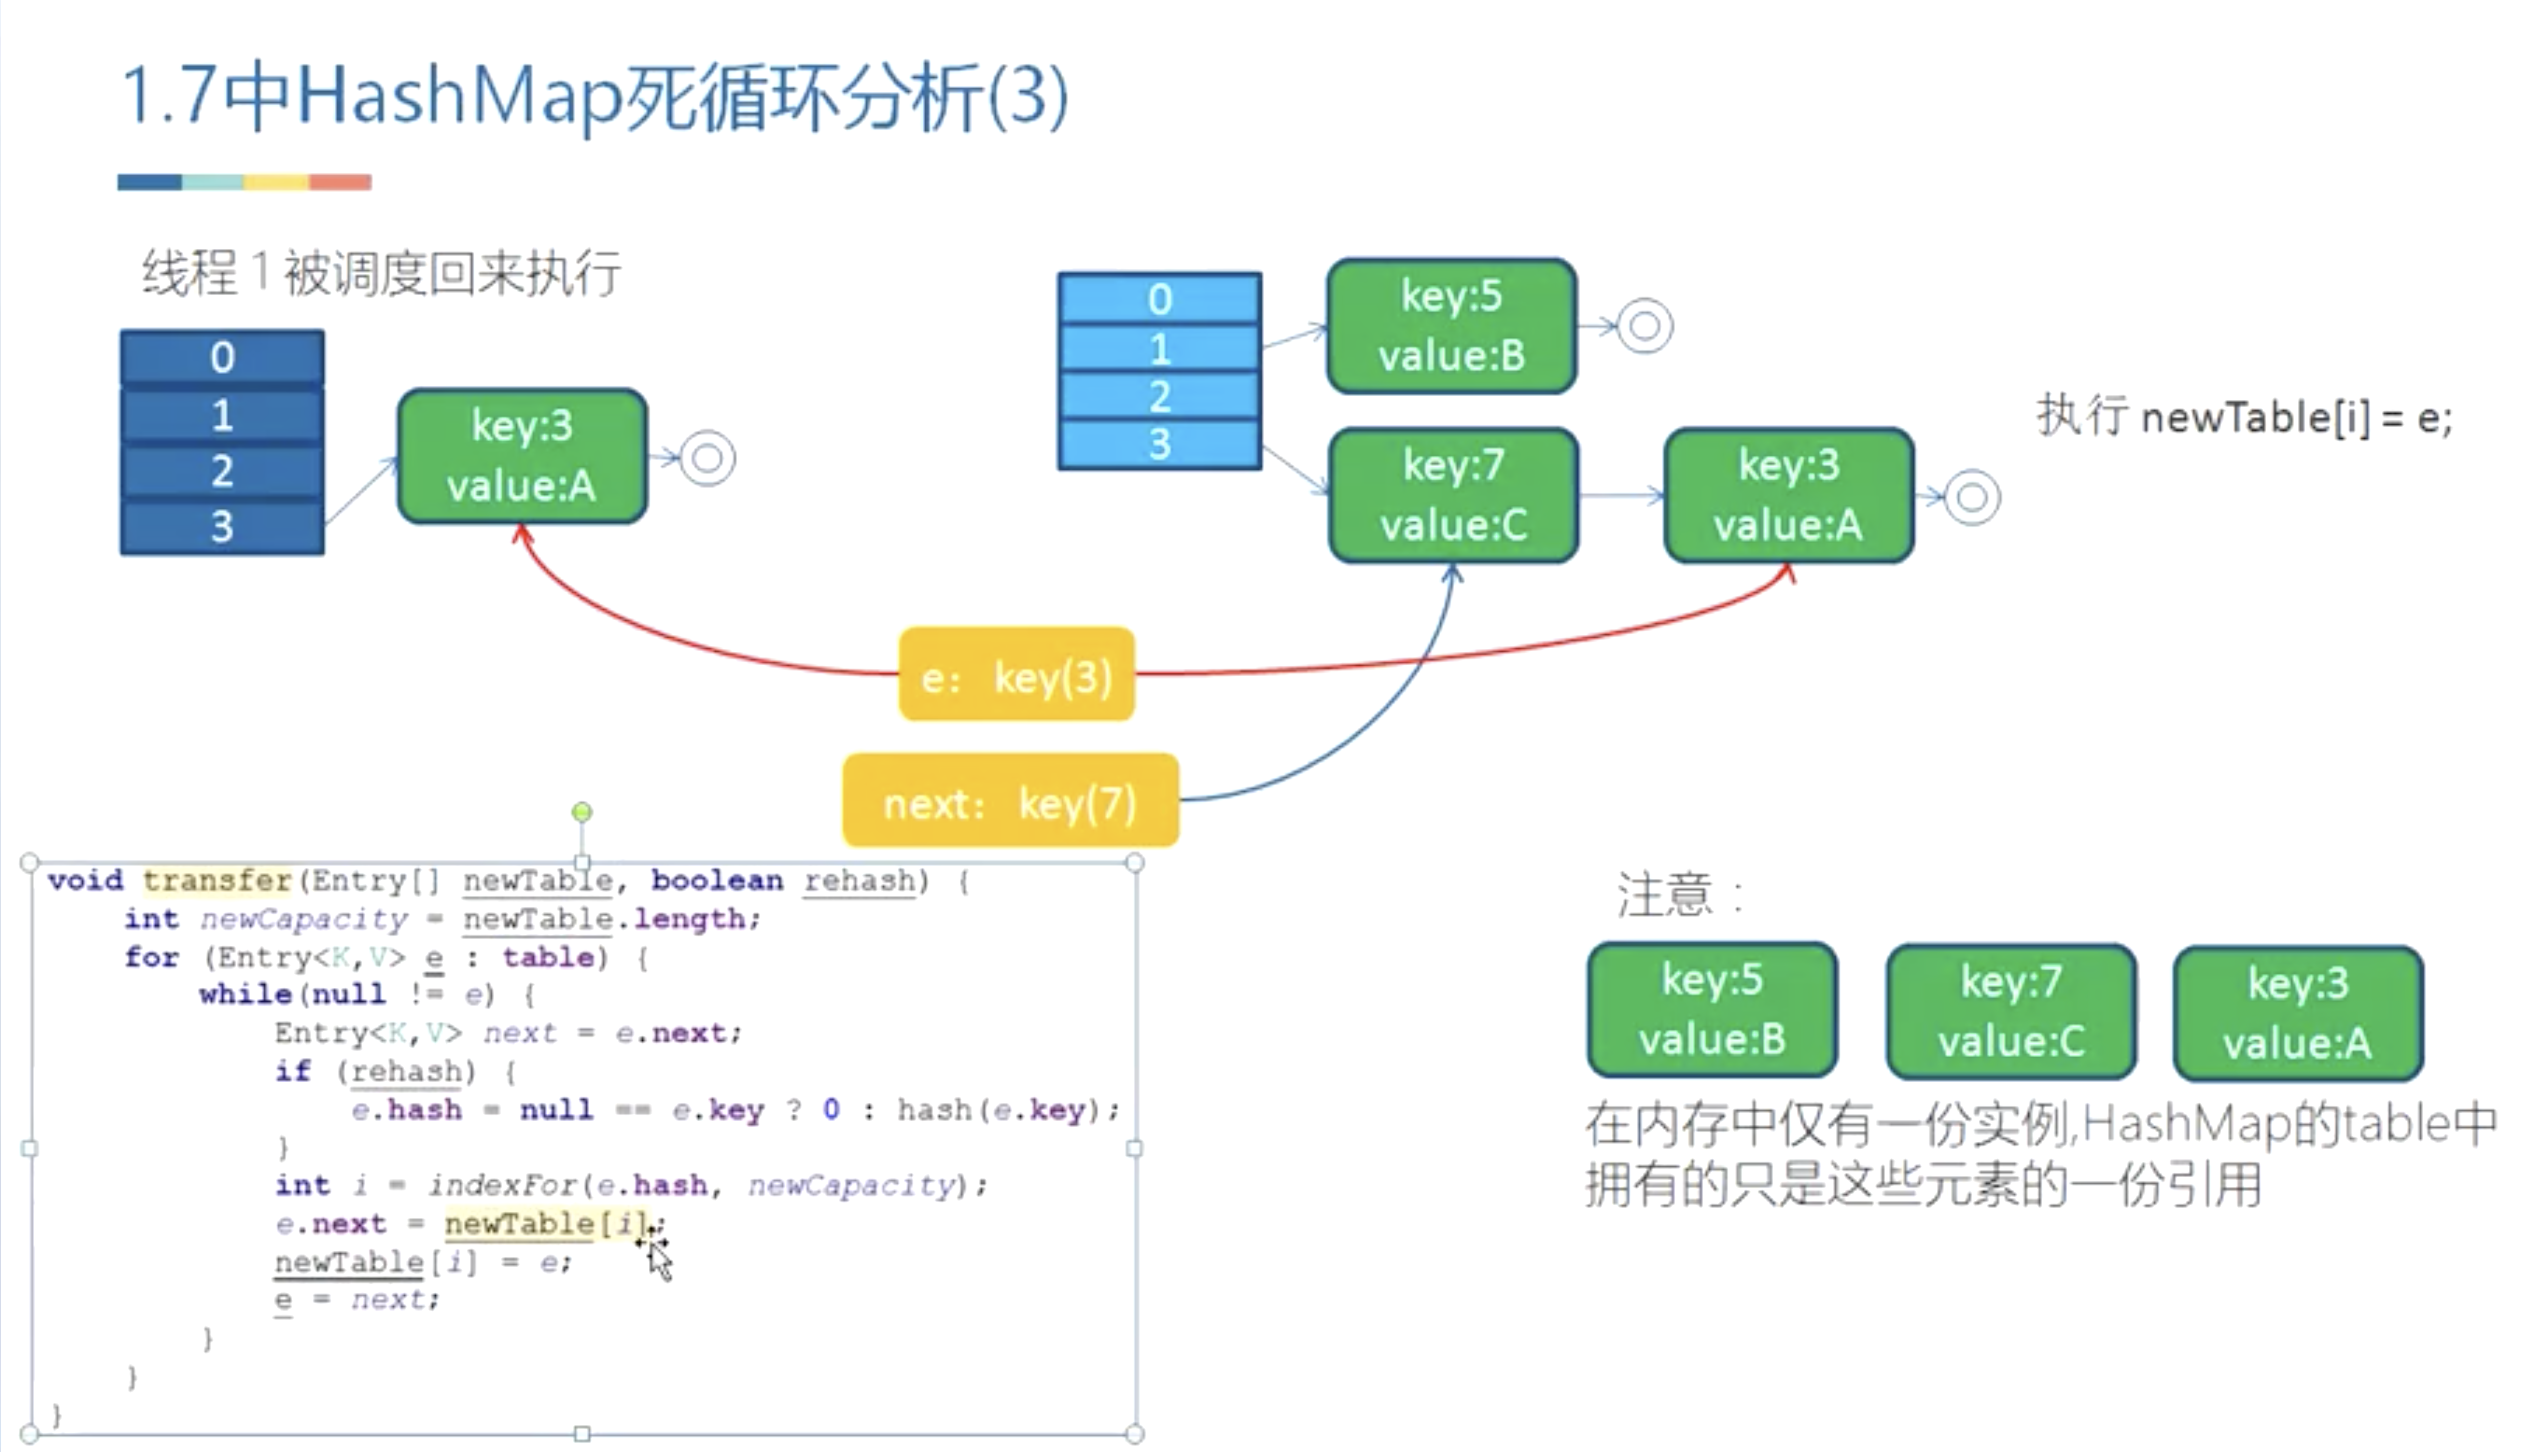 1.7中HashMap死循环分析(3)
线程1被调度回来执行
0
1
2
3
key:3
value:A
0
1
2
3
key:5
value:B
key:7
value:C
key:3
value:A
执行 newTable[i] = e;
e: key(3)
next: key(7)
void transfer(Entry[] newTable, boolean rehash) {
int newCapacity = newTable.length;
for (Entry<K,V> e : table) {
while(null != e) {
Entry<K,V> next = e.next;
if (rehash) {
e.hash = null == e.key ? 0 : hash(e.key);
}
int i = indexFor(e.hash, newCapacity);
e.next = newTable[i];
newTable[i] = e;
e = next;
}
}
}
注意：
key:5
value:B
key:7
value:C
key:3
value:A
在内存中仅有一份实例,HashMap的table中
拥有的只是这些元素的一份引用